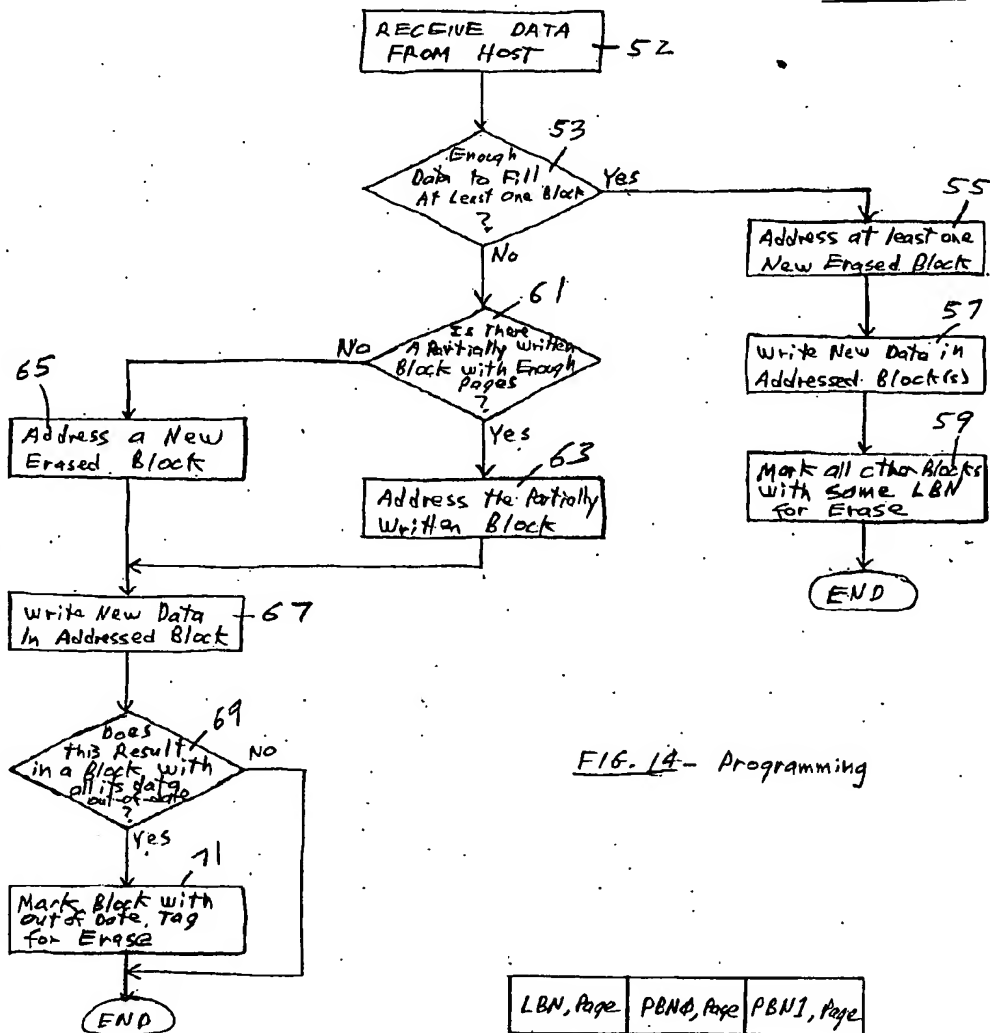 RECEIVE DATA
FROM HOST
52
53
Enough
Data to Fill
At Least One Block
?
Yes
No
55
Address at least one
New Erased Block
57
Write New Data in
Addressed Block(s)
59
Mark all other Blocks
with same LBN
for Erase
END
61
Is There
A Partially Written
Block with Enough
Pages
?
No
Yes
65
Address a New
Erased Block
63
Address the Partially
Written Block
Write New Data
In Addressed Block
67
69
Does
this Result
in a Block with
all its data
out-of-date
?
NO
Yes
71
Mark Block with
Out of Date Tag
for Erase
END
FIG. 14 - Programming
LBN, Page PBN0, Page PBN1, Page